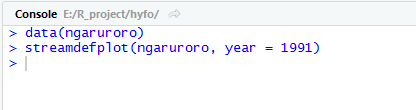 Console E:/R_project/hyfo/
> data(ngaruroro)
> streamdefplot(ngaruroro, year = 1991)
>